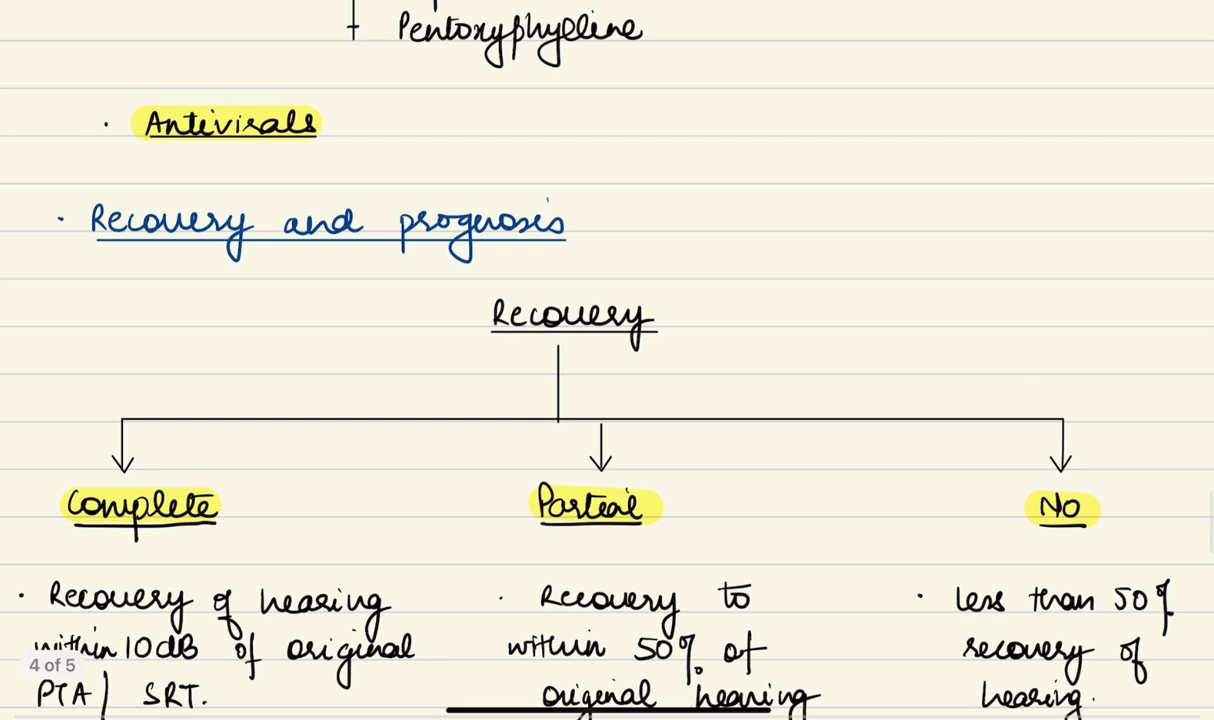 + Pentoxyphylline
· Antivirals
· Recovery and prognosis
Recovery
Complete
Partial
No
· Recovery of hearing
within 10dB of original
PTA/ SRT.
· Recovery to
within 50% of
original hearing
· less than 50%
recovery of
hearing.
4 of 5